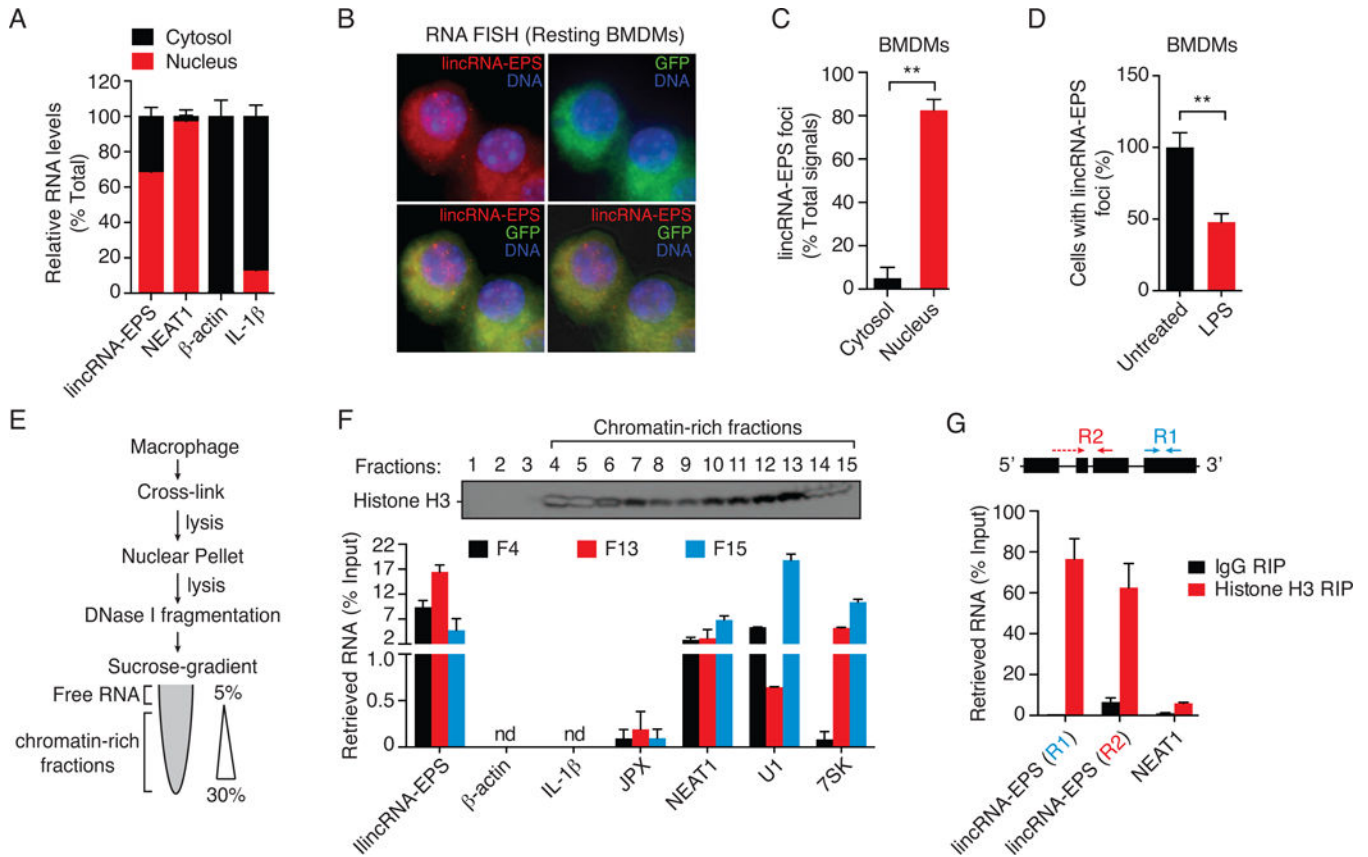 A
Cytosol
Nucleus
Relative RNA levels
(% Total)
120
100
80
60
40
20
0
lincRNA-EPS
NEAT1
β-actin
IL-1β
B
RNA FISH (Resting BMDMs)
lincRNA-EPS
DNA
GFP
DNA
lincRNA-EPS
GFP
DNA
lincRNA-EPS
GFP
DNA
C
BMDMs
**
lincRNA-EPS foci
(% Total signals)
100
80
60
40
20
0
Cytosol
Nucleus
D
BMDMs
**
Cells with lincRNA-EPS
foci (%)
150
100
50
0
Untreated
LPS
E
Macrophage
Cross-link
lysis
Nuclear Pellet
lysis
DNase I fragmentation
Sucrose-gradient
Free RNA
5%
chromatin-rich
fractions
30%
F
Chromatin-rich fractions
Fractions: 1 2 3 4 5 6 7 8 9 10 11 12 13 14 15
Histone H3
F4
F13
F15
Retrieved RNA (% Input)
22
17
12
7
2
1.0
0.5
0
nd
nd
IlincRNA-EPS
β-actin
IL-1β
JPX
NEAT1
U1
7SK
G
R2
R1
5’
3’
Retrieved RNA (% Input)
100
80
60
40
20
0
IgG RIP
Histone H3 RIP
lincRNA-EPS (R1)
lincRNA-EPS (R2)
NEAT1